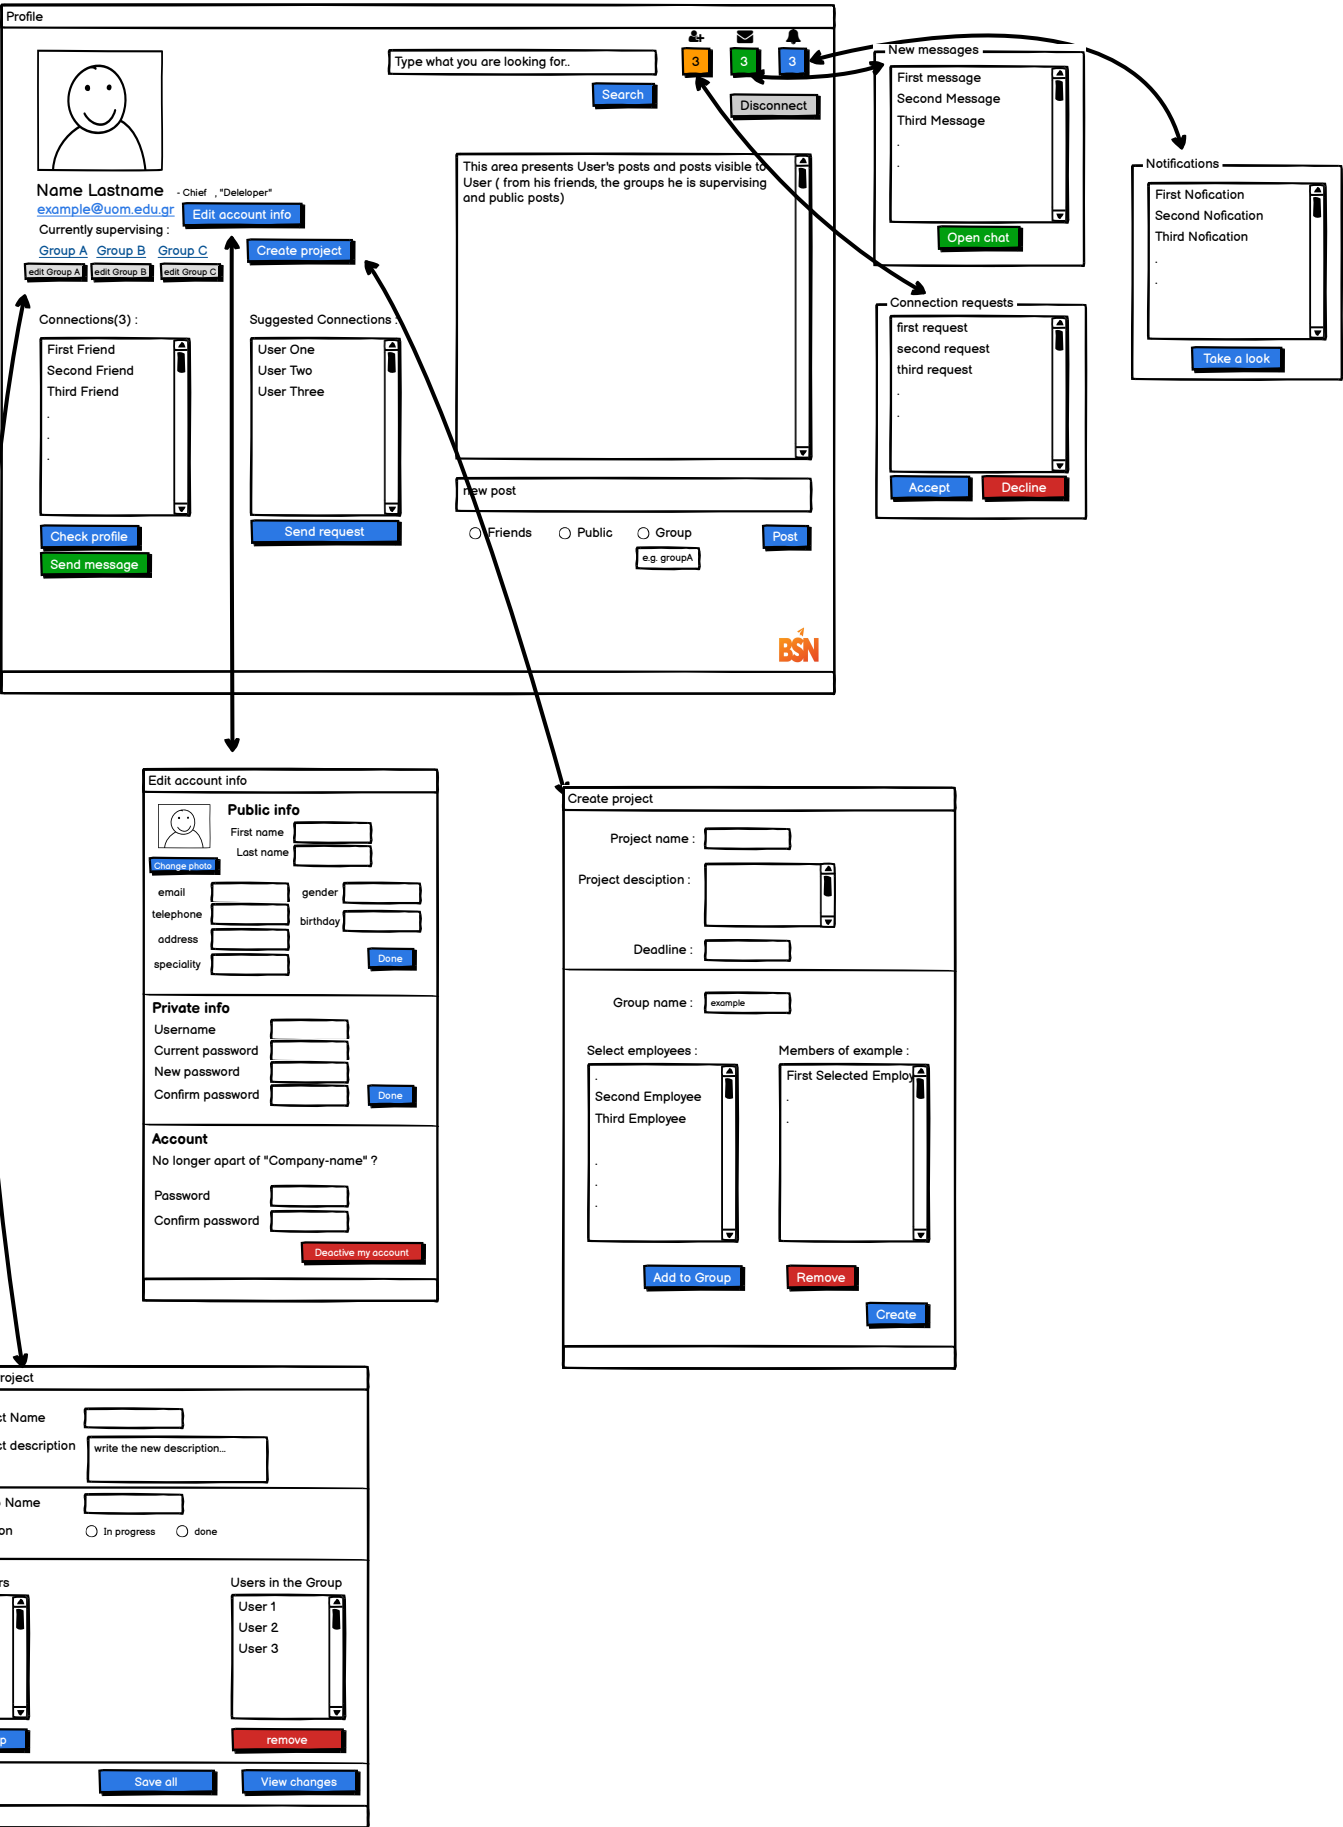 Profile
Type what you are looking for..
Search
3
3
3
Disconnect
Name Lastname - Chief , "Deleloper"
example@uom.edu.gr
Edit account info
Currently supervising :
Group A Group B Group C
edit Group A edit Group B edit Group C
Create project
Connections(3) :
First Friend
Second Friend
Third Friend
.
.
.
Check profile
Send message
Suggested Connections :
User One
User Two
User Three
Send request
This area presents User's posts and posts visible to
User ( from his friends, the groups he is supervising
and public posts)
new post
Friends Public Group
e.g. groupA
Post
BSN
New messages
First message
Second Message
Third Message
.
.
Open chat
Notifications
First Nofication
Second Nofication
Third Nofication
.
.
Take a look
Connection requests
first request
second request
third request
.
.
Accept Decline
Edit account info
Public info
First name
Last name
Change photo
email gender
telephone birthday
address
speciality
Done
Private info
Username
Current password
New password
Confirm password
Done
Account
No longer apart of "Company-name" ?
Password
Confirm password
Deactive my account
Create project
Project name :
Project desciption :
Deadline :
Group name : example
Select employees :
.
Second Employee
Third Employee
.
.
.
Members of example :
First Selected Employ
.
.
Add to Group
Remove
Create
roject
ct Name
ct description write the new description...
Name
on In progress done
rs
p
Users in the Group
User 1
User 2
User 3
remove
Save all View changes